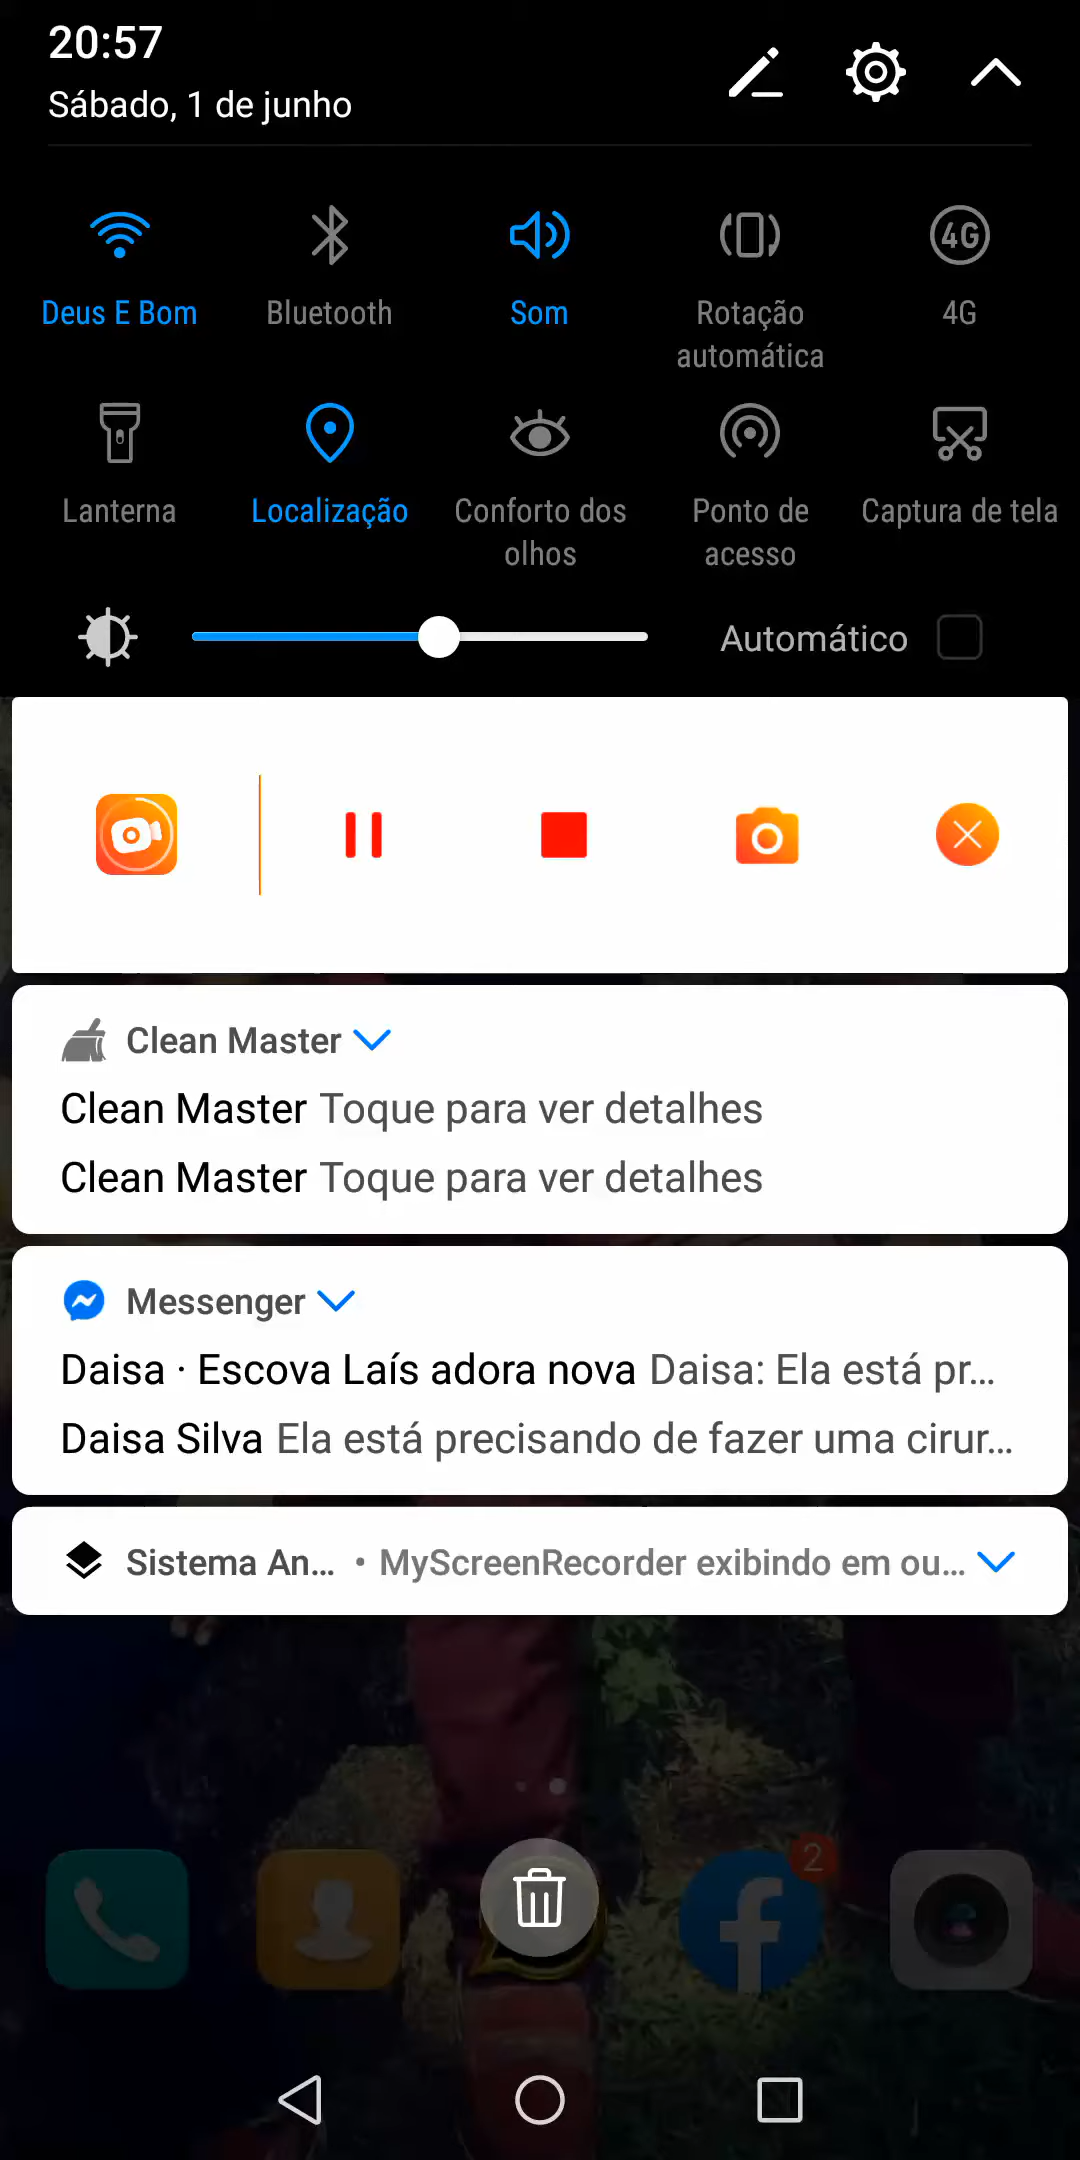 20:57
Sábado, 1 de junho
Deus E Bom
Bluetooth
Som
Rotação automática
4G
4G
Lanterna
Localização
Conforto dos olhos
Ponto de acesso
Captura de tela
Automático
Clean Master
Clean Master Toque para ver detalhes
Clean Master Toque para ver detalhes
Messenger
Daisa · Escova Laís adora nova Daisa: Ela está pr...
Daisa Silva Ela está precisando de fazer uma cirur...
Sistema An... • MyScreenRecorder exibindo em ou...
2